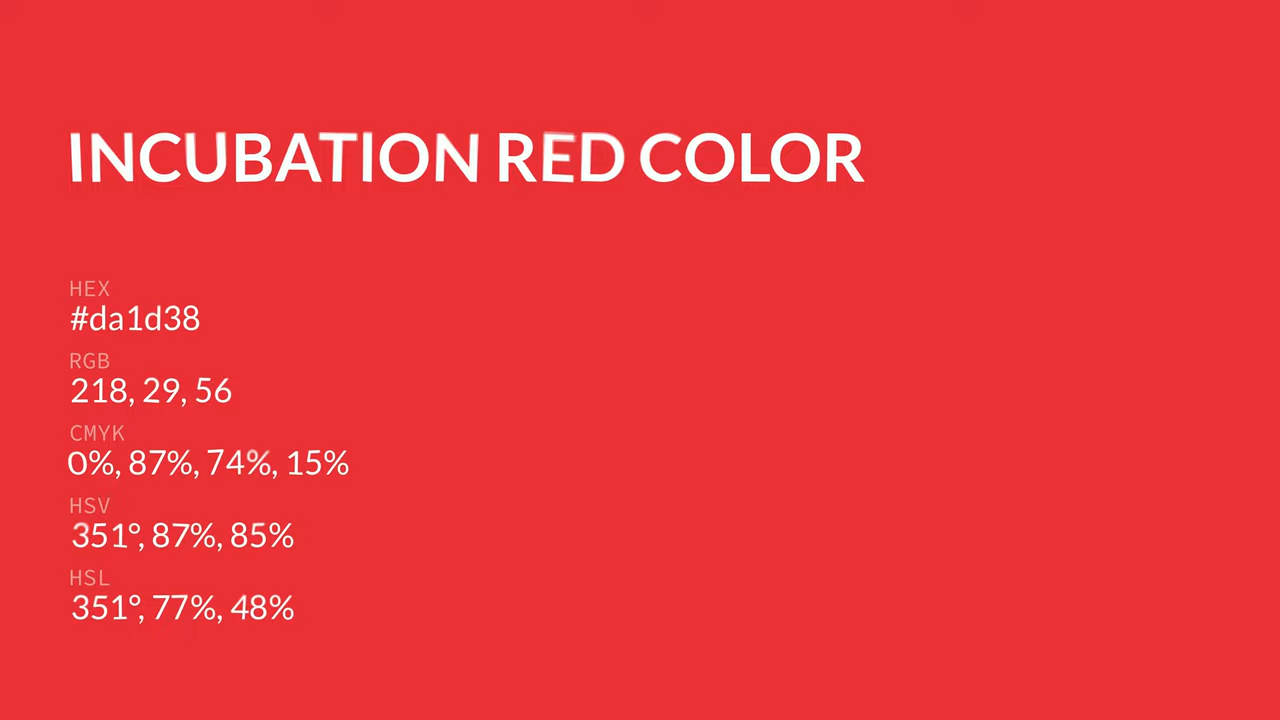 INCUBATION RED COLOR
HEX
#da1d38
RGB
218, 29, 56
CMYK
0%, 87%, 74%, 15%
HSV
351°, 87%, 85%
HSL
351°, 77%, 48%